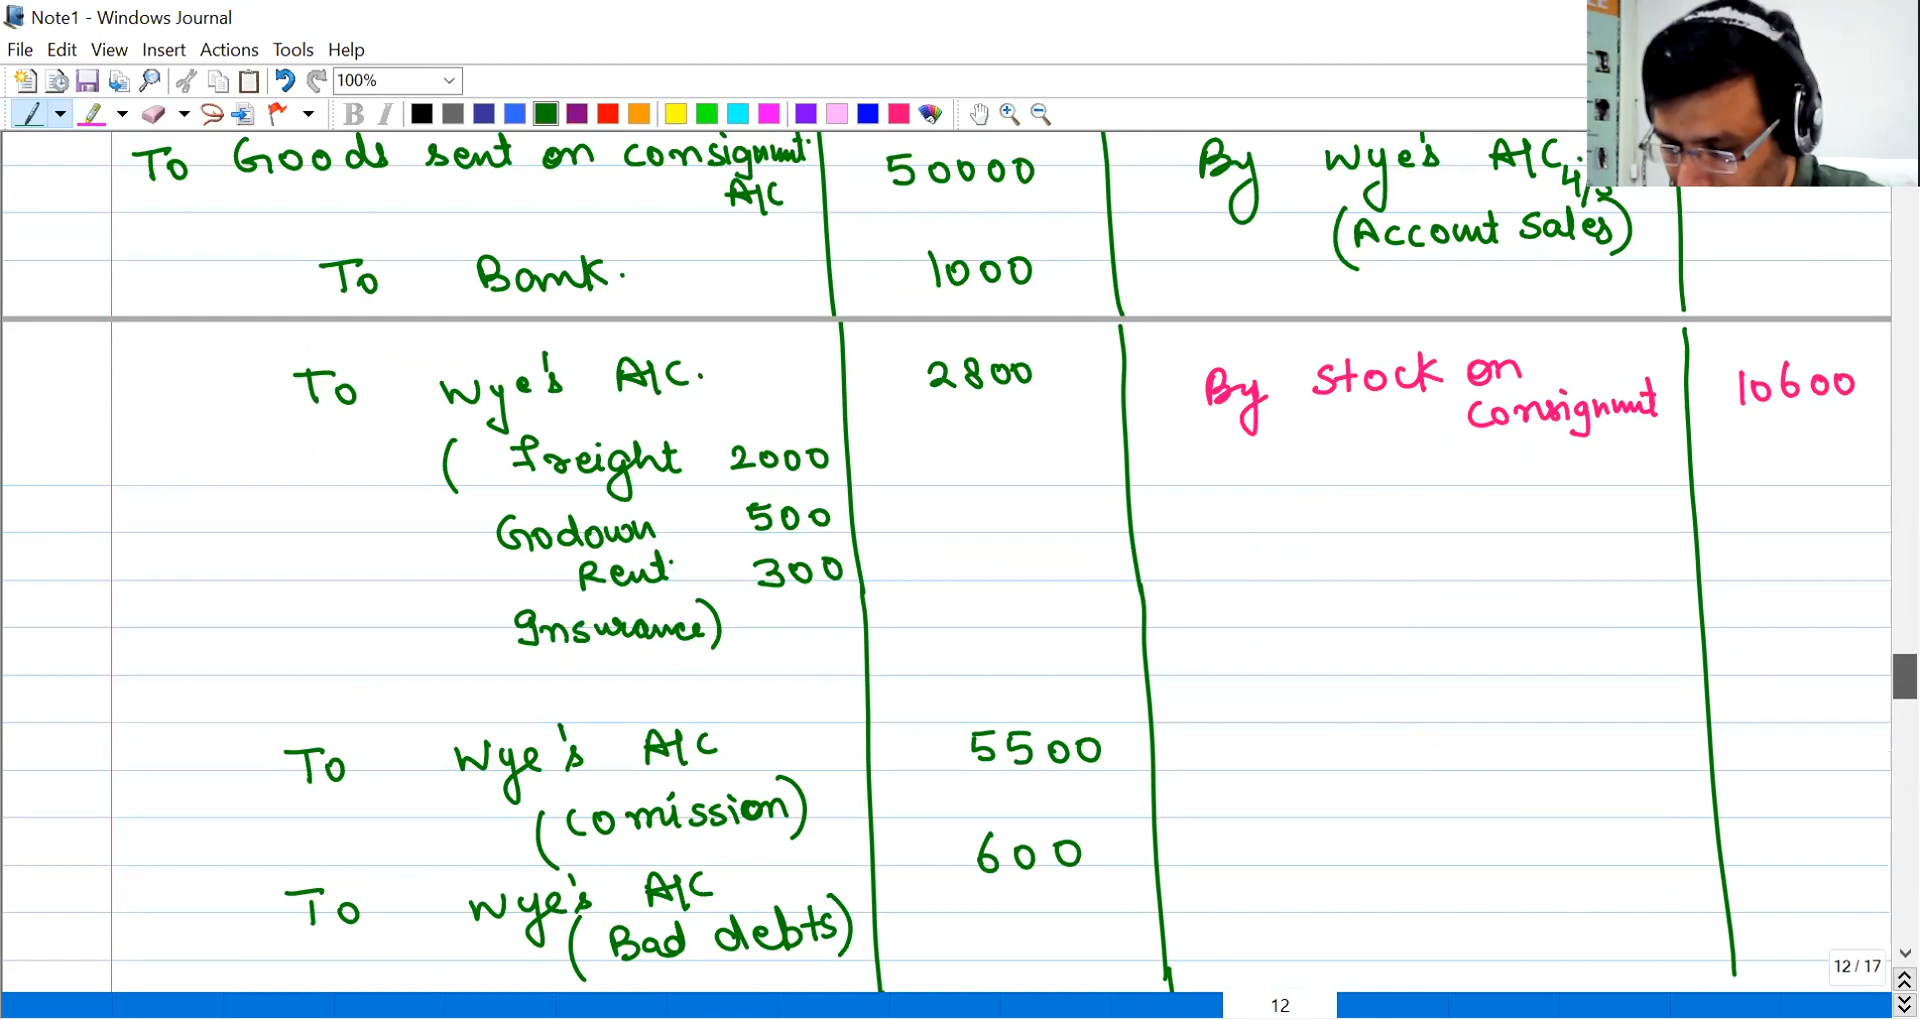 Note1 - Windows Journal
File Edit View Insert Actions Tools Help
100%
B I
To Goods sent on consignmnt A/C 50000 By Wye's A/C
(Account Sales)
To Bank. 1000
To Wye's A/C. 2800 By Stock on consignmnt 10600
( Freight 2000
Godown 500
Rent 300
Insurance)
To Wye's A/C 5500
(Comission)
To Wye's A/C 600
(Bad debts)
12 / 17
12